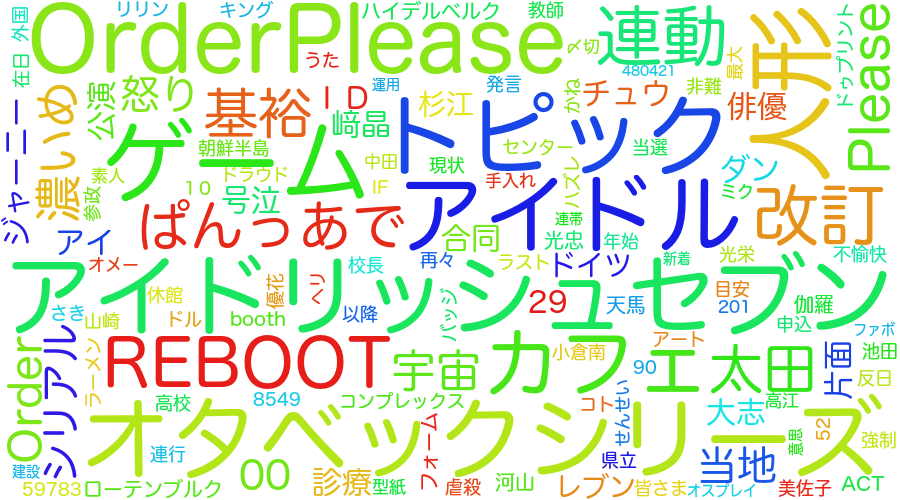 リリン
キング
ハイデルベルク
教師
外国
OrderPlease
うた
〆切
連動
480421
最大
人形
ドゥプリント
Please
在日
濃いめ
公演
怒り
基裕
ID
杉江
運用
発言
かね
チュウ
非難
俳優
ゲーム
朝鮮半島
﨑晶
トピック
センター
当選
ダン
ミク
ジャーニー
素人
参政
10
号泣
ドラウド
中田
IF
現状
手入れ
ハズレ
アイドル
改訂
ぱんっあで
合同
連帯
光忠
年始
アイ
オメー
校長
再々
ラスト
ドイツ
新着
光栄
不愉快
アイドリッシュセブン
休館
優花
ヘリ
29
天馬
目安
201
伽羅
さき
山崎
ドル
booth
以降
バッジ
申込
ファボ
REBOOT
宇宙
カフェ
小倉南
アート
太田
片面
池田
90
反日
Order
シリアル
ラーメン
高校
8549
コンプレックス
コト
せんせい
大志
高江
オタベックシリーズ
連行
県立
当地
意思
52
強制
建設
59783
ローテンブルク
00
診療
型紙
フォーム
虐殺
河山
レブン
皆さま
オスプレイ
美佐子
ACT